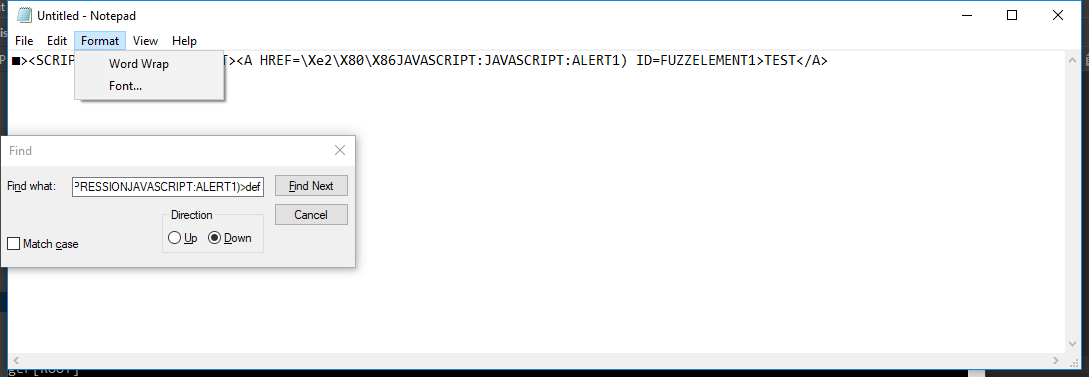 Untitled - Notepad
File Edit Format View Help
■><SCRIP T><A HREF=\Xe2\X80\X86JAVASCRIPT:JAVASCRIPT:ALERT1) ID=FUZZELEMENT1>TEST</A>
Word Wrap
Font...
Find
Find what: PRESSIONJAVASCRIPT:ALERT1)>def Find Next
Direction Cancel
Up Down
Match case